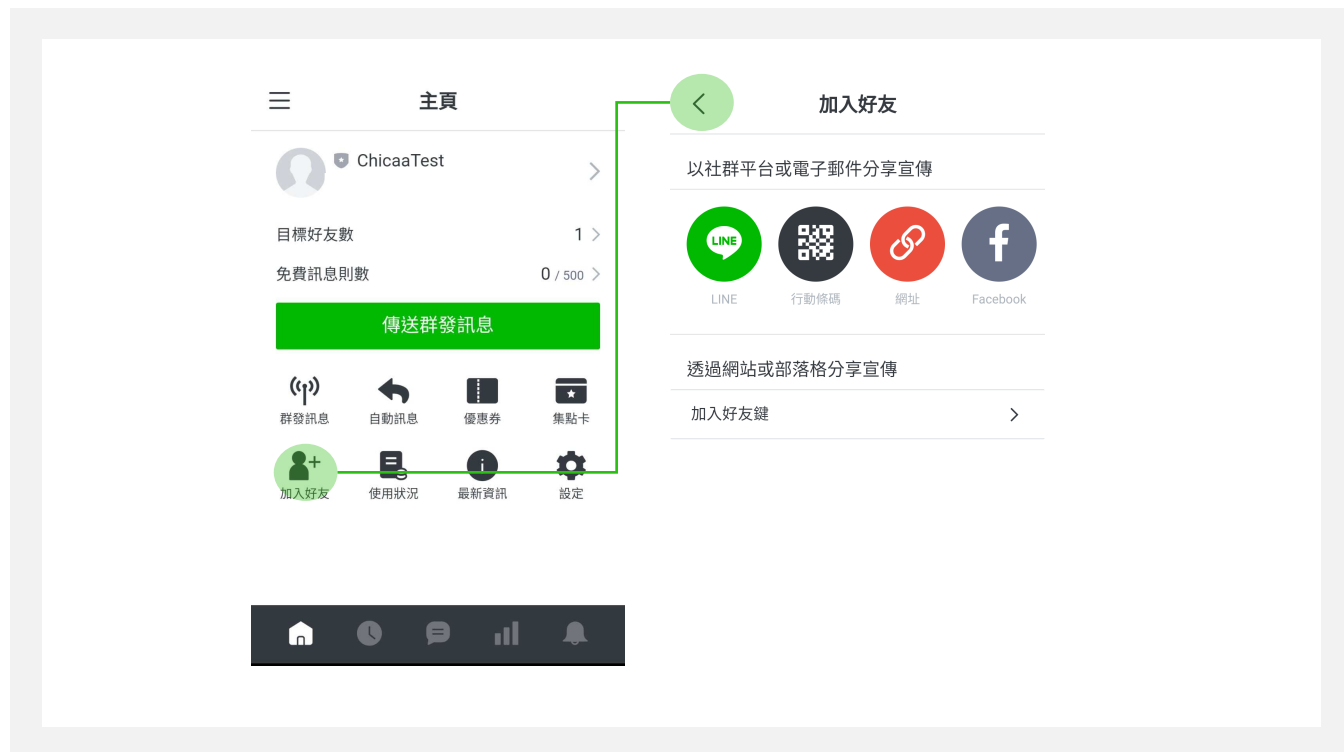 主頁
ChicaaTest
目標好友數 1
免費訊息則數 0 / 500
傳送群發訊息
群發訊息 自動訊息 優惠券 集點卡
加入好友 使用狀況 最新資訊 設定
加入好友
以社群平台或電子郵件分享宣傳
LINE
LINE 行動條碼 網址 Facebook
透過網站或部落格分享宣傳
加入好友鍵